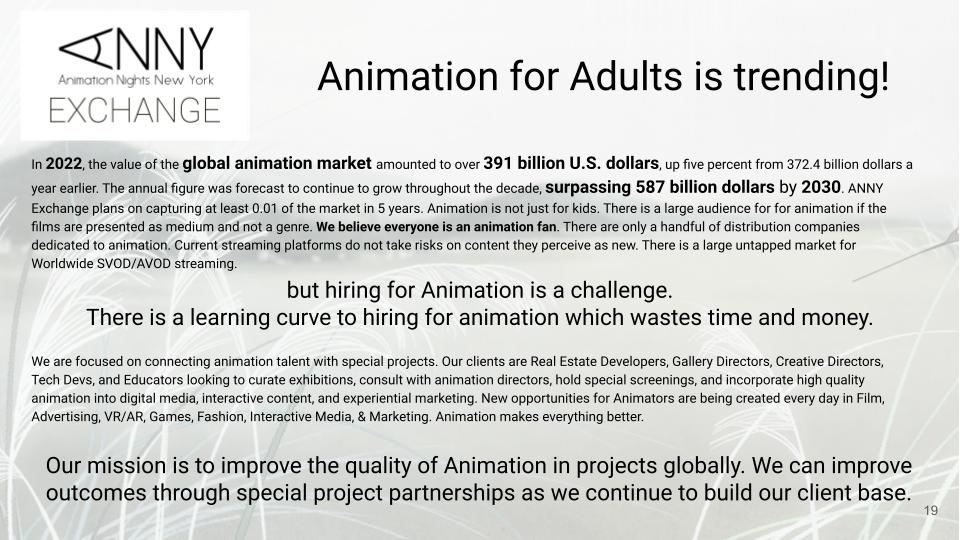 ANNY
Animation Nights New York
EXCHANGE
Animation for Adults is trending!
In 2022, the value of the global animation market amounted to over 391 billion U.S. dollars, up five percent from 372.4 billion dollars a
year earlier. The annual figure was forecast to continue to grow throughout the decade, surpassing 587 billion dollars by 2030. ANNY
Exchange plans on capturing at least 0.01 of the market in 5 years. Animation is not just for kids. There is a large audience for for animation if the
films are presented as medium and not a genre. We believe everyone is an animation fan. There are only a handful of distribution companies
dedicated to animation. Current streaming platforms do not take risks on content they perceive as new. There is a large untapped market for
Worldwide SVOD/AVOD streaming.
but hiring for Animation is a challenge.
There is a learning curve to hiring for animation which wastes time and money.
We are focused on connecting animation talent with special projects. Our clients are Real Estate Developers, Gallery Directors, Creative Directors,
Tech Devs, and Educators looking to curate exhibitions, consult with animation directors, hold special screenings, and incorporate high quality
animation into digital media, interactive content, and experiential marketing. New opportunities for Animators are being created every day in Film,
Advertising, VR/AR, Games, Fashion, Interactive Media, & Marketing. Animation makes everything better.
Our mission is to improve the quality of Animation in projects globally. We can improve
outcomes through special project partnerships as we continue to build our client base.
19